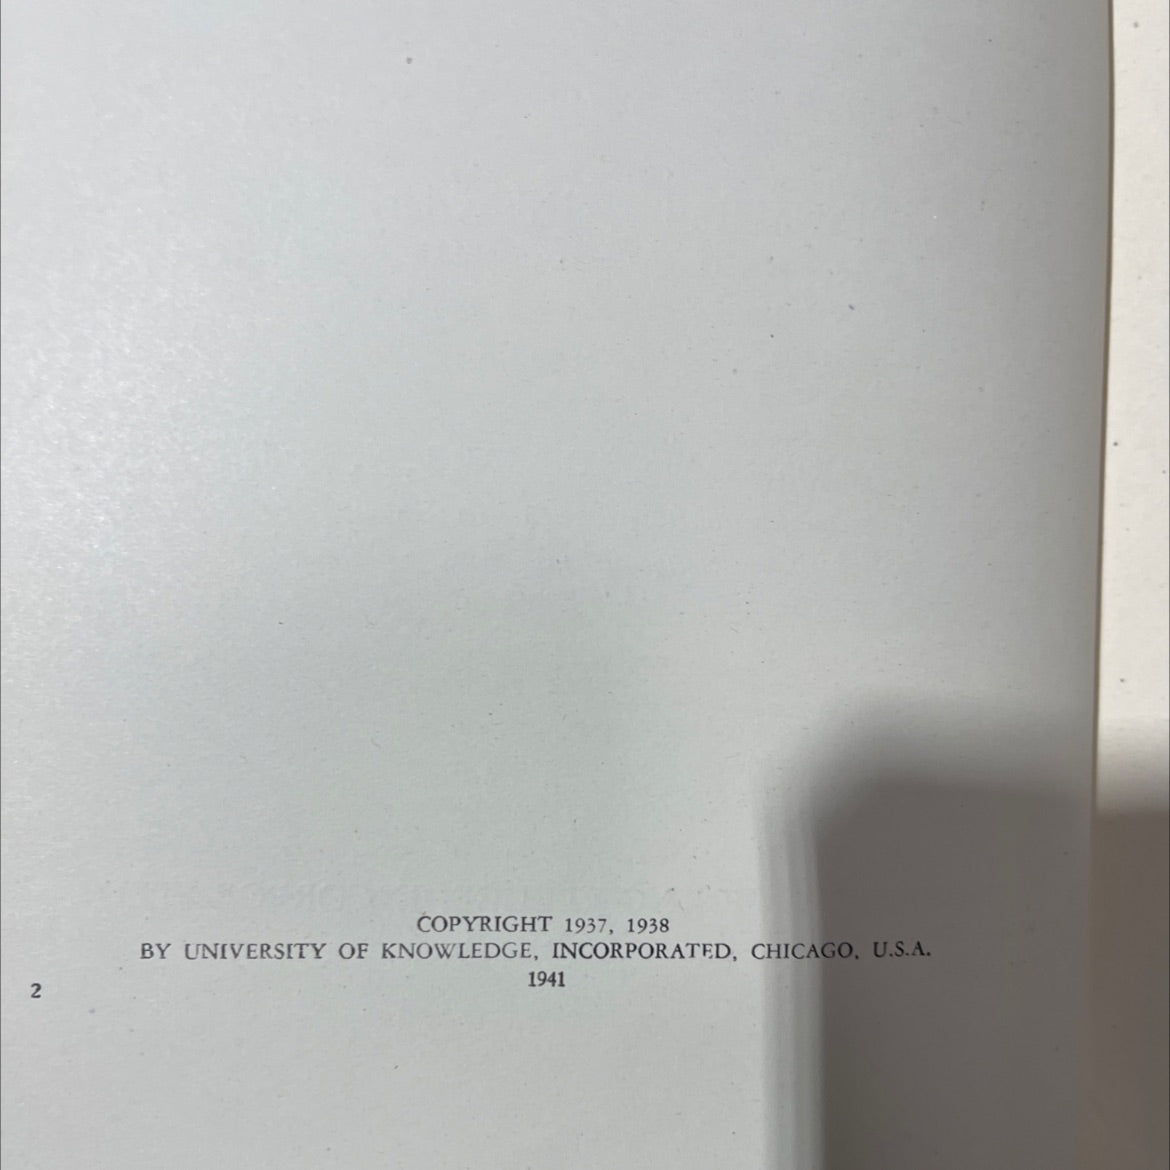 COPYRIGHT 1937, 1938
BY UNIVERSITY OF KNOWLEDGE, INCORPORATED, CHICAGO, U.S.A.
1941
2